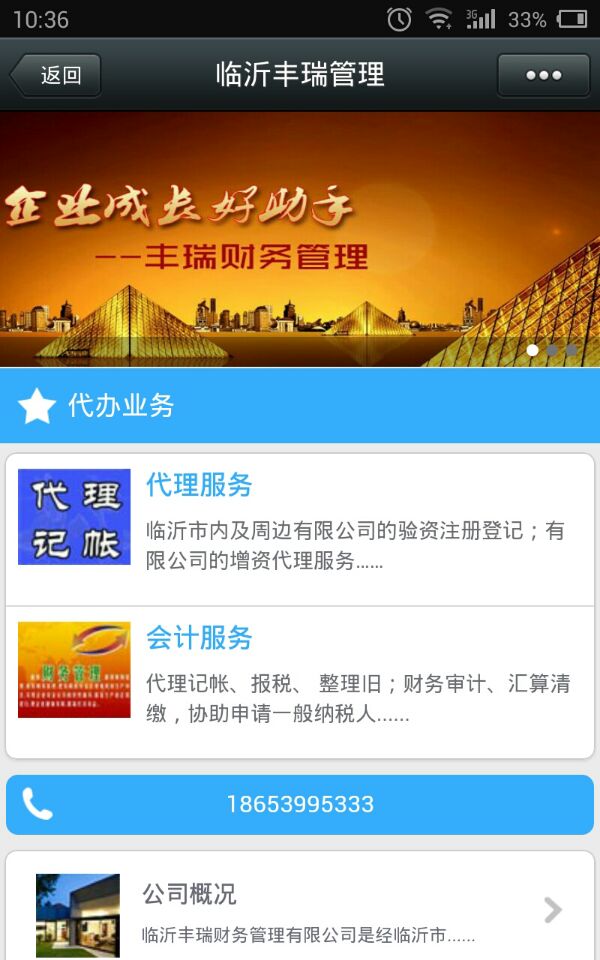 10:36
3G
33%
返回
临沂丰瑞管理
企业成长好助手
--丰瑞财务管理
代办业务
代理
记帐
代理服务
临沂市内及周边有限公司的验资注册登记；有
限公司的增资代理服务......
财务管理
会计服务
代理记帐、报税、 整理旧；财务审计、汇算清
缴，协助申请一般纳税人......
18653995333
公司概况
临沂丰瑞财务管理有限公司是经临沂市......